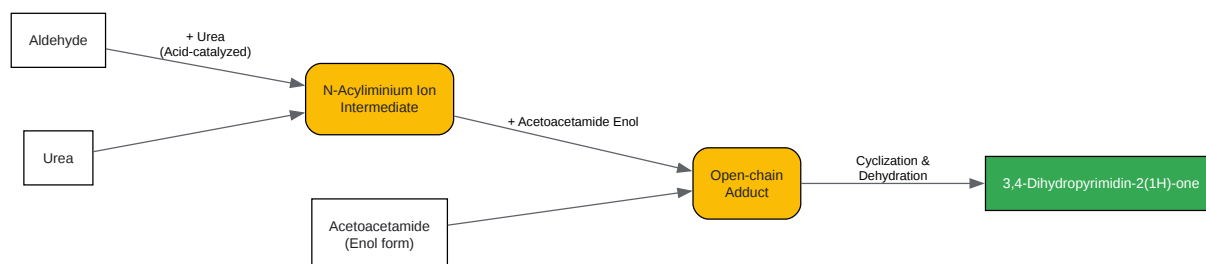 Aldehyde
+ Urea
(Acid-catalyzed)
N-Acyliminium Ion
Intermediate
Urea
+ Acetoacetamide Enol
Acetoacetamide
(Enol form)
Open-chain
Adduct
Cyclization &
Dehydration
3,4-Dihydropyrimidin-2(1H)-one